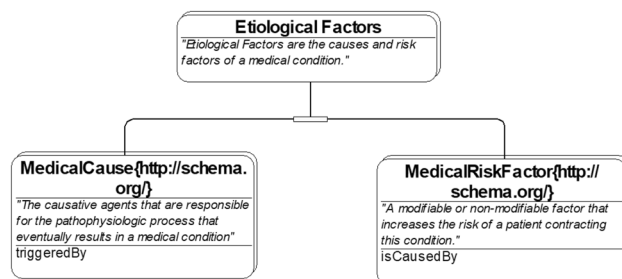 Etiological Factors
"Etiological Factors are the causes and risk
factors of a medical condition."
MedicalCause{http://schema.
org/}
"The causative agents that are responsible
for the pathophysiologic process that
eventually results in a medical condition"
triggeredBy
MedicalRiskFactor{http://
schema.org/}
"A modifiable or non-modifiable factor that
increases the risk of a patient contracting
this condition."
isCausedBy